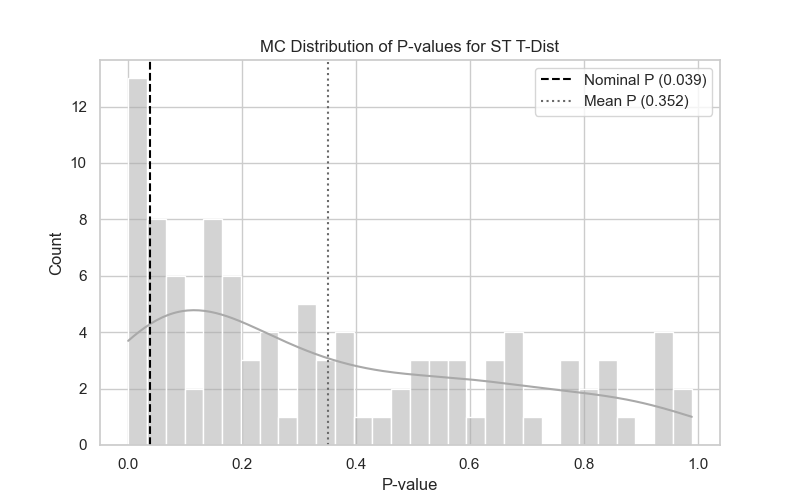 MC Distribution of P-values for ST T-Dist
Nominal P (0.039)
Mean P (0.352)
Count
12
10
8
6
4
2
0
0.0 0.2 0.4 0.6 0.8 1.0
P-value